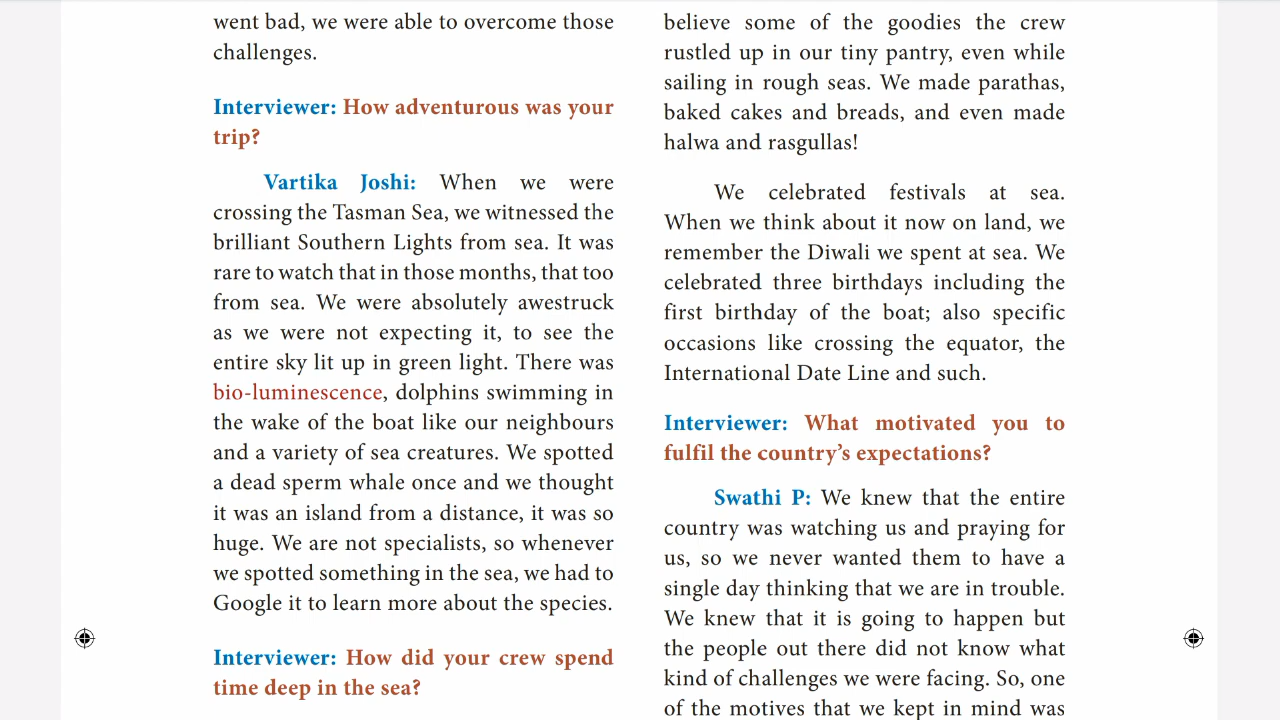 went bad, we were able to overcome those
challenges.
Interviewer: How adventurous was your
trip?
Vartika Joshi: When we were
crossing the Tasman Sea, we witnessed the
brilliant Southern Lights from sea. It was
rare to watch that in those months, that too
from sea. We were absolutely awestruck
as we were not expecting it, to see the
entire sky lit up in green light. There was
bio-luminescence, dolphins swimming in
the wake of the boat like our neighbours
and a variety of sea creatures. We spotted
a dead sperm whale once and we thought
it was an island from a distance, it was so
huge. We are not specialists, so whenever
we spotted something in the sea, we had to
Google it to learn more about the species.
Interviewer: How did your crew spend
time deep in the sea?
believe some of the goodies the crew
rustled up in our tiny pantry, even while
sailing in rough seas. We made parathas,
baked cakes and breads, and even made
halwa and rasgullas!
We celebrated festivals at sea.
When we think about it now on land, we
remember the Diwali we spent at sea. We
celebrated three birthdays including the
first birthday of the boat; also specific
occasions like crossing the equator, the
International Date Line and such.
Interviewer: What motivated you to
fulfil the country’s expectations?
Swathi P: We knew that the entire
country was watching us and praying for
us, so we never wanted them to have a
single day thinking that we are in trouble.
We knew that it is going to happen but
the people out there did not know what
kind of challenges we were facing. So, one
of the motives that we kept in mind was